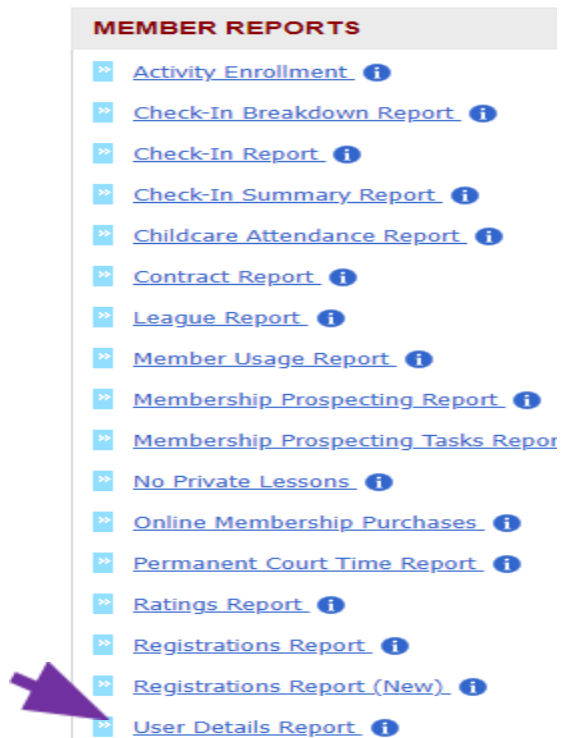 MEMBER REPORTS
Activity Enrollment
Check-In Breakdown Report
Check-In Report
Check-In Summary Report
Childcare Attendance Report
Contract Report
League Report
Member Usage Report
Membership Prospecting Report
Membership Prospecting Tasks Repor
No Private Lessons
Online Membership Purchases
Permanent Court Time Report
Ratings Report
Registrations Report
Registrations Report (New)
User Details Report